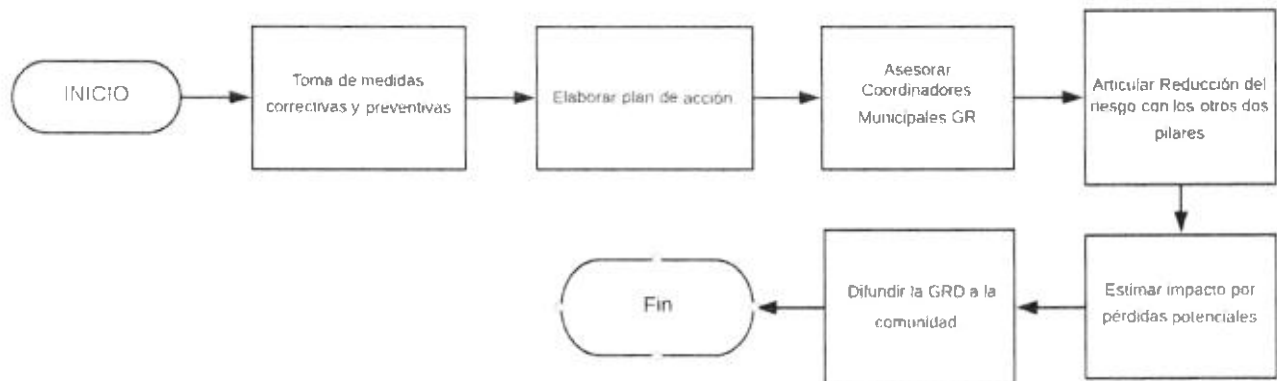 INICIO
Toma de medidas
correctivas y preventivas
Elaborar plan de acción
Asesorar
Coordinadores
Municipales GR
Articular Reducción del
riesgo con los otros dos
pilares
Estimar impacto por
pérdidas potenciales
Difundir la GRD a la
comunidad
Fin